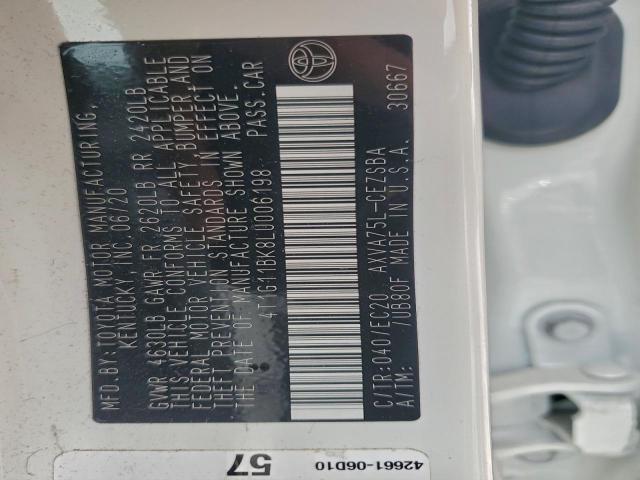 MFD.BY:TOYOTA MOTOR MANUFACTURING,
KENTUCKY, INC.06/20
GVWR 4630LB GAWR FR 2620LB RR 2420LB
THIS VEHICLE CONFORMS TO ALL APPLICABLE
FEDERAL MOTOR VEHICLE SAFETY,BUMPER,AND
THEFT PREVENTION STANDARDS IN EFFECT ON
THE DATE OF MANUFACTURE SHOWN ABOVE.
4T1G11BK8LU006198 PASS.CAR
C/TR:040/EC20 AXVA75L-CEZSBA
A/TM: /UB80F MADE IN U.S.A. 30667
57 42661-06D10